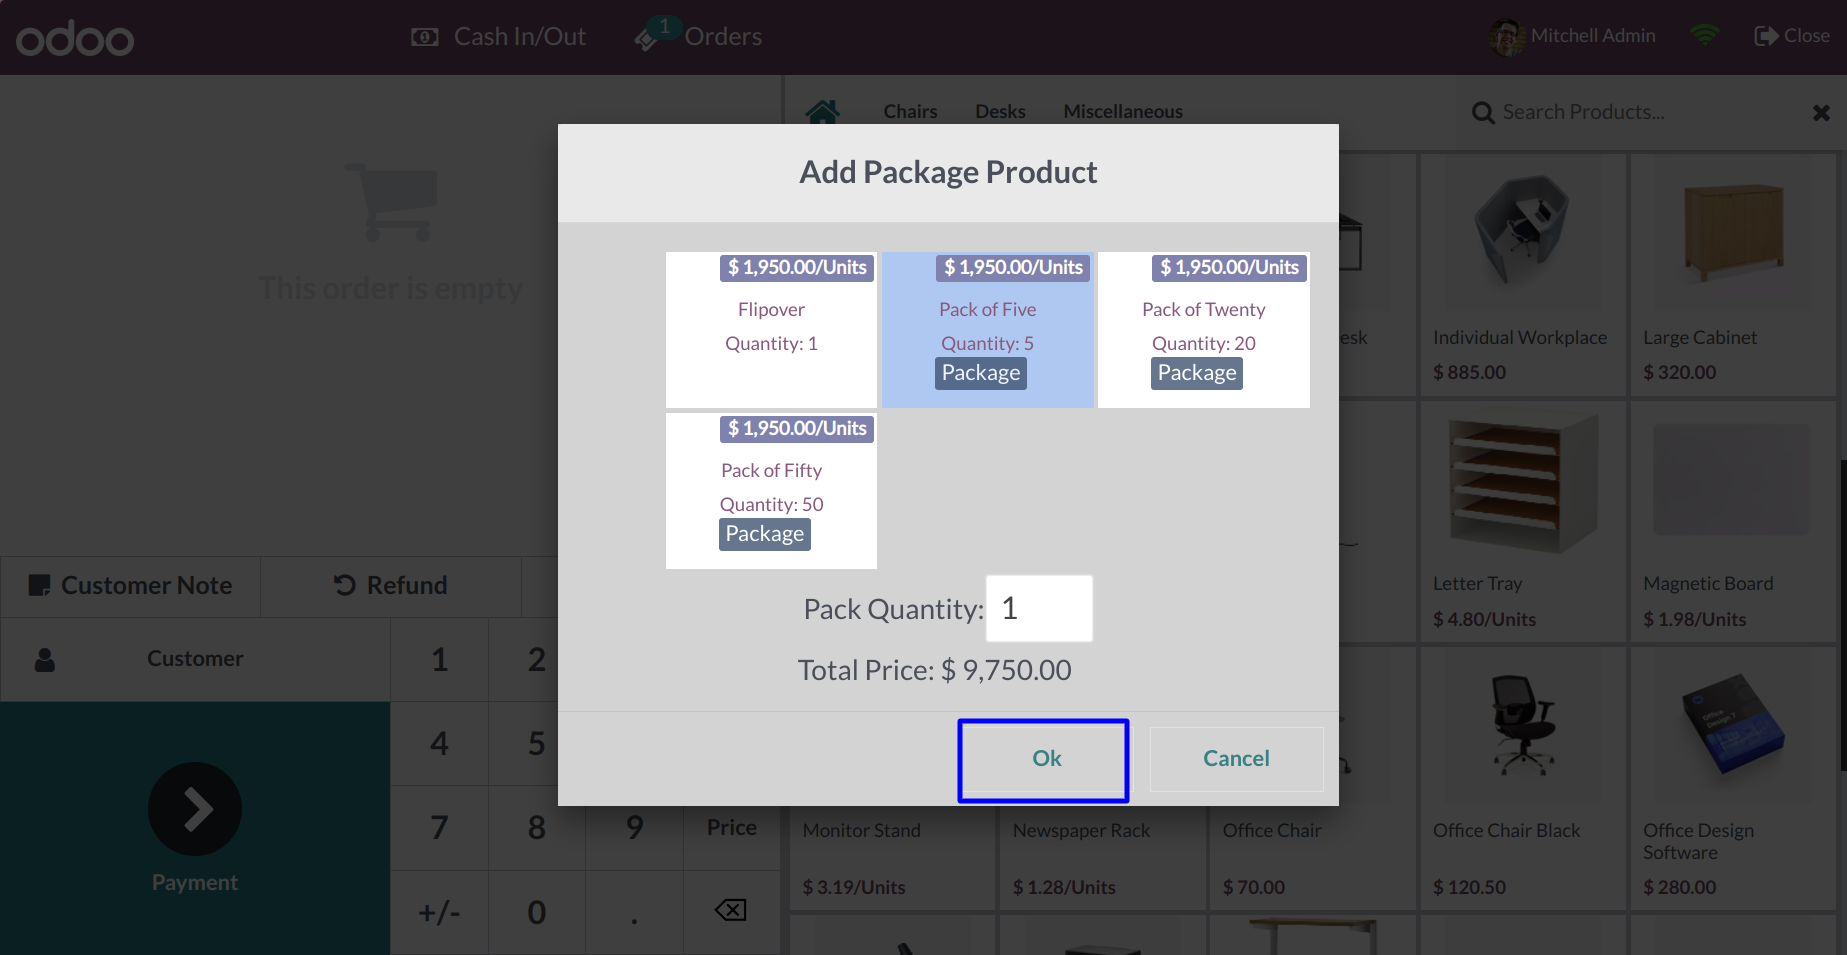 odoo
Cash In/Out
1
Orders
Mitchell Admin
Close
Chairs
Desks
Miscellaneous
Search Products...
This order is empty
Add Package Product
$ 1,950.00/Units
Flipover
Quantity: 1
$ 1,950.00/Units
Pack of Five
Quantity: 5
Package
$ 1,950.00/Units
Pack of Twenty
Quantity: 20
Package
$ 1,950.00/Units
Pack of Fifty
Quantity: 50
Package
Pack Quantity: 1
Total Price: $ 9,750.00
Ok
Cancel
Individual Workplace
$ 885.00
Large Cabinet
$ 320.00
Letter Tray
$ 4.80/Units
Magnetic Board
$ 1.98/Units
Monitor Stand
$ 3.19/Units
Newspaper Rack
$ 1.28/Units
Office Chair
$ 70.00
Office Chair Black
$ 120.50
Office Design
Software
$ 280.00
Office
Design 7
Customer Note
Refund
Customer
Payment
1
2
4
5
7
8
9
Price
+/-
0
.